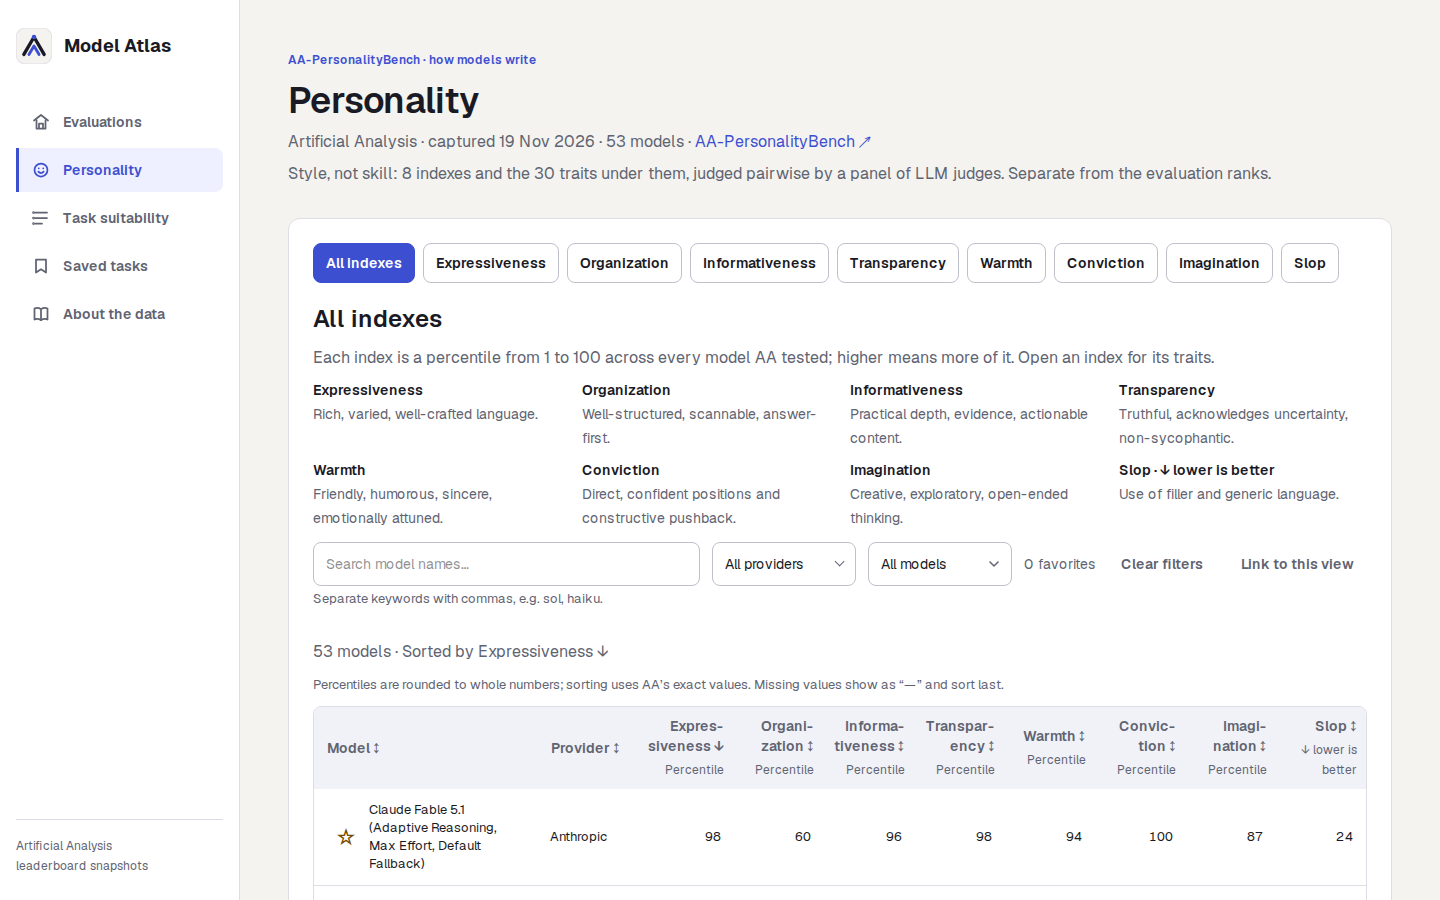 Model Atlas
Evaluations
Personality
Task suitability
Saved tasks
About the data
Artificial Analysis
leaderboard snapshots
AA-PersonalityBench · how models write
Personality
Artificial Analysis · captured 19 Nov 2026 · 53 models · AA-PersonalityBench ↗
Style, not skill: 8 indexes and the 30 traits under them, judged pairwise by a panel of LLM judges. Separate from the evaluation ranks.
All indexes Expressiveness Organization Informativeness Transparency Warmth Conviction Imagination Slop
All indexes
Each index is a percentile from 1 to 100 across every model AA tested; higher means more of it. Open an index for its traits.
Expressiveness
Rich, varied, well-crafted language.
Organization
Well-structured, scannable, answer-
first.
Informativeness
Practical depth, evidence, actionable
content.
Transparency
Truthful, acknowledges uncertainty,
non-sycophantic.
Warmth
Friendly, humorous, sincere,
emotionally attuned.
Conviction
Direct, confident positions and
constructive pushback.
Imagination
Creative, exploratory, open-ended
thinking.
Slop · ↓ lower is better
Use of filler and generic language.
Search model names... All providers All models 0 favorites Clear filters Link to this view
Separate keywords with commas, e.g. sol, haiku.
53 models · Sorted by Expressiveness ↓
Percentiles are rounded to whole numbers; sorting uses AA's exact values. Missing values show as “—” and sort last.
Model ↕
Provider ↕
Expres-
siveness ↓
Percentile
Organi-
zation ↕
Percentile
Informa-
tiveness ↕
Percentile
Transpar-
ency ↕
Percentile
Warmth ↕
Percentile
Convic-
tion ↕
Percentile
Imagi-
nation ↕
Percentile
Slop ↕
↓ lower is
better
Claude Fable 5.1
(Adaptive Reasoning,
Max Effort, Default
Fallback)
Anthropic 98 60 96 98 94 100 87 24